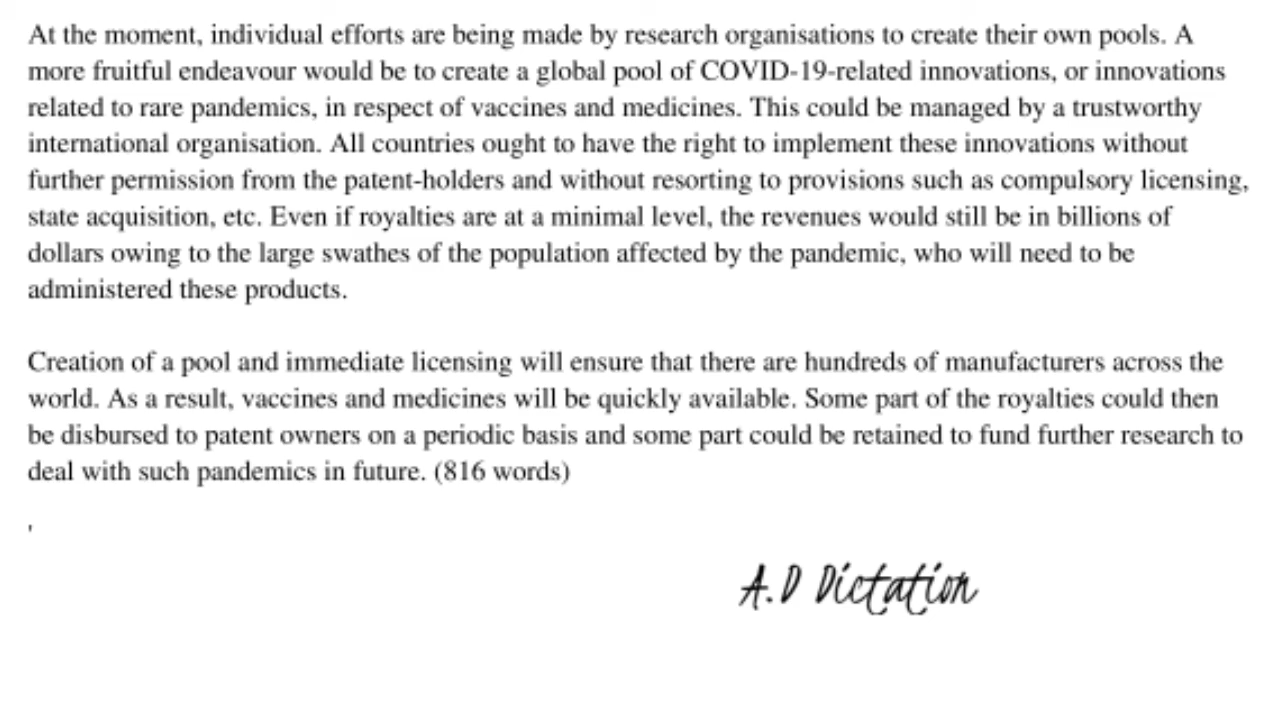 At the moment, individual efforts are being made by research organisations to create their own pools. A
more fruitful endeavour would be to create a global pool of COVID-19-related innovations, or innovations
related to rare pandemics, in respect of vaccines and medicines. This could be managed by a trustworthy
international organisation. All countries ought to have the right to implement these innovations without
further permission from the patent-holders and without resorting to provisions such as compulsory licensing,
state acquisition, etc. Even if royalties are at a minimal level, the revenues would still be in billions of
dollars owing to the large swathes of the population affected by the pandemic, who will need to be
administered these products.
Creation of a pool and immediate licensing will ensure that there are hundreds of manufacturers across the
world. As a result, vaccines and medicines will be quickly available. Some part of the royalties could then
be disbursed to patent owners on a periodic basis and some part could be retained to fund further research to
deal with such pandemics in future. (816 words)
'
A.D Dictation